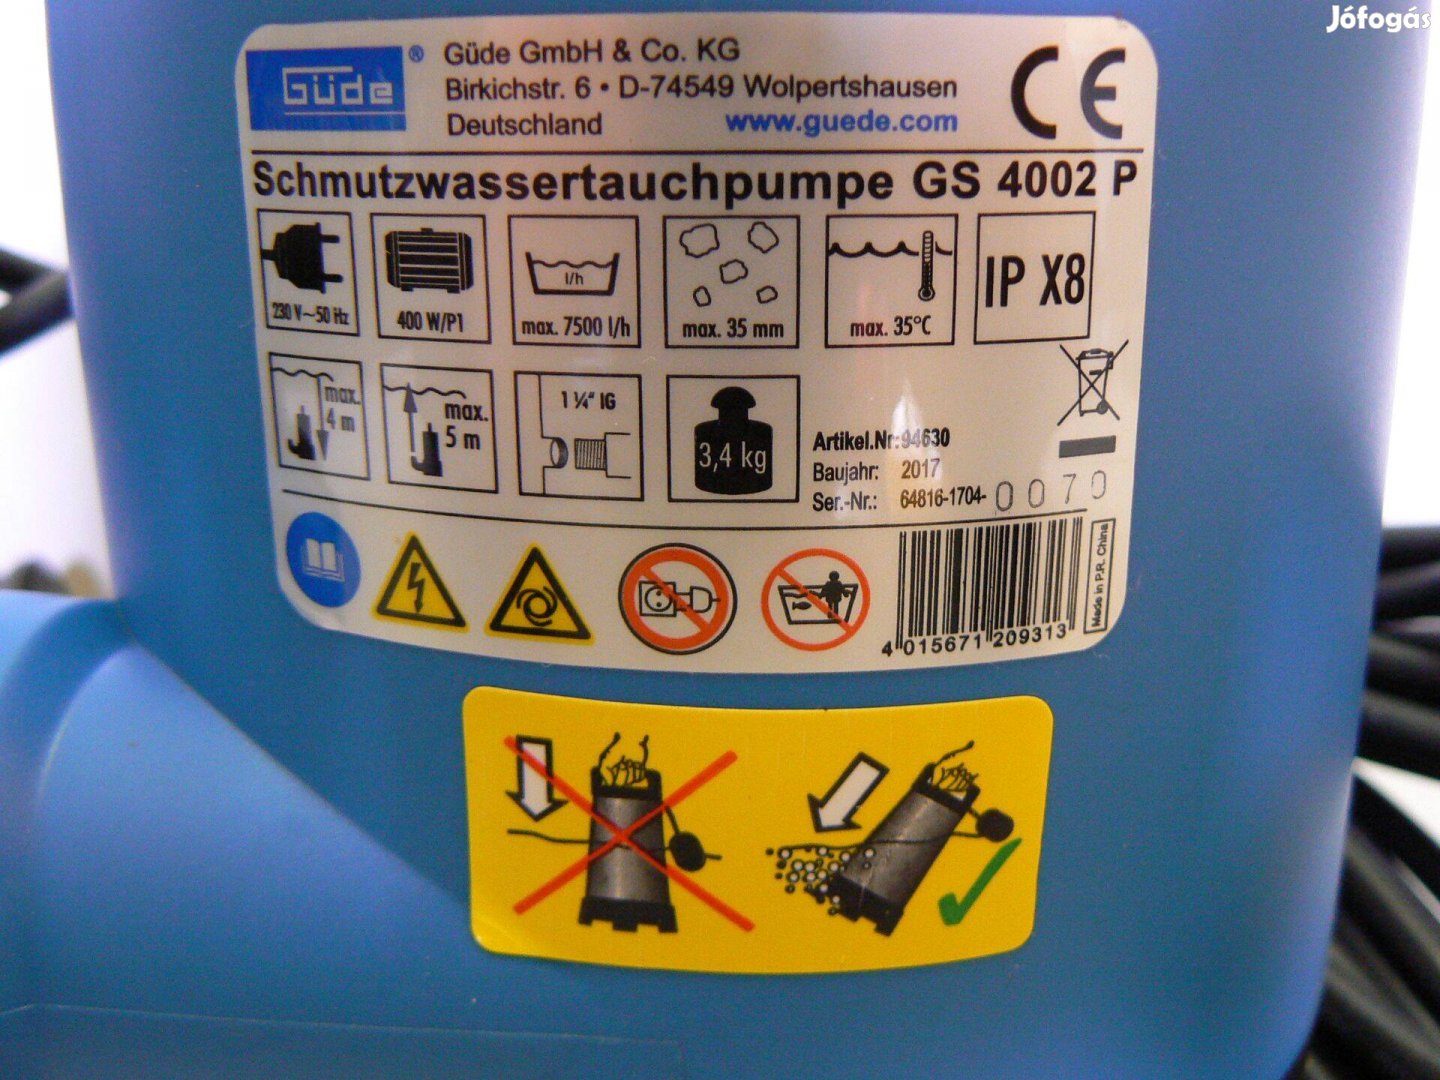 Jófogás
Güde® Güde GmbH & Co. KG
Birkichstr. 6 • D-74549 Wolpertshausen
Deutschland www.guede.com
CE
Schmutzwassertauchpumpe GS 4002 P
230 V~50 Hz
400 W/P1
l/h
max. 7500 l/h
max. 35 mm
max. 35°C
IP X8
max.
4 m
max.
5 m
1 ¼" IG
3,4 kg
Artikel.Nr.:94630
Baujahr: 2017
Ser.-Nr.: 64816-1704-0070
4 015671 209313
Made in P.R. China